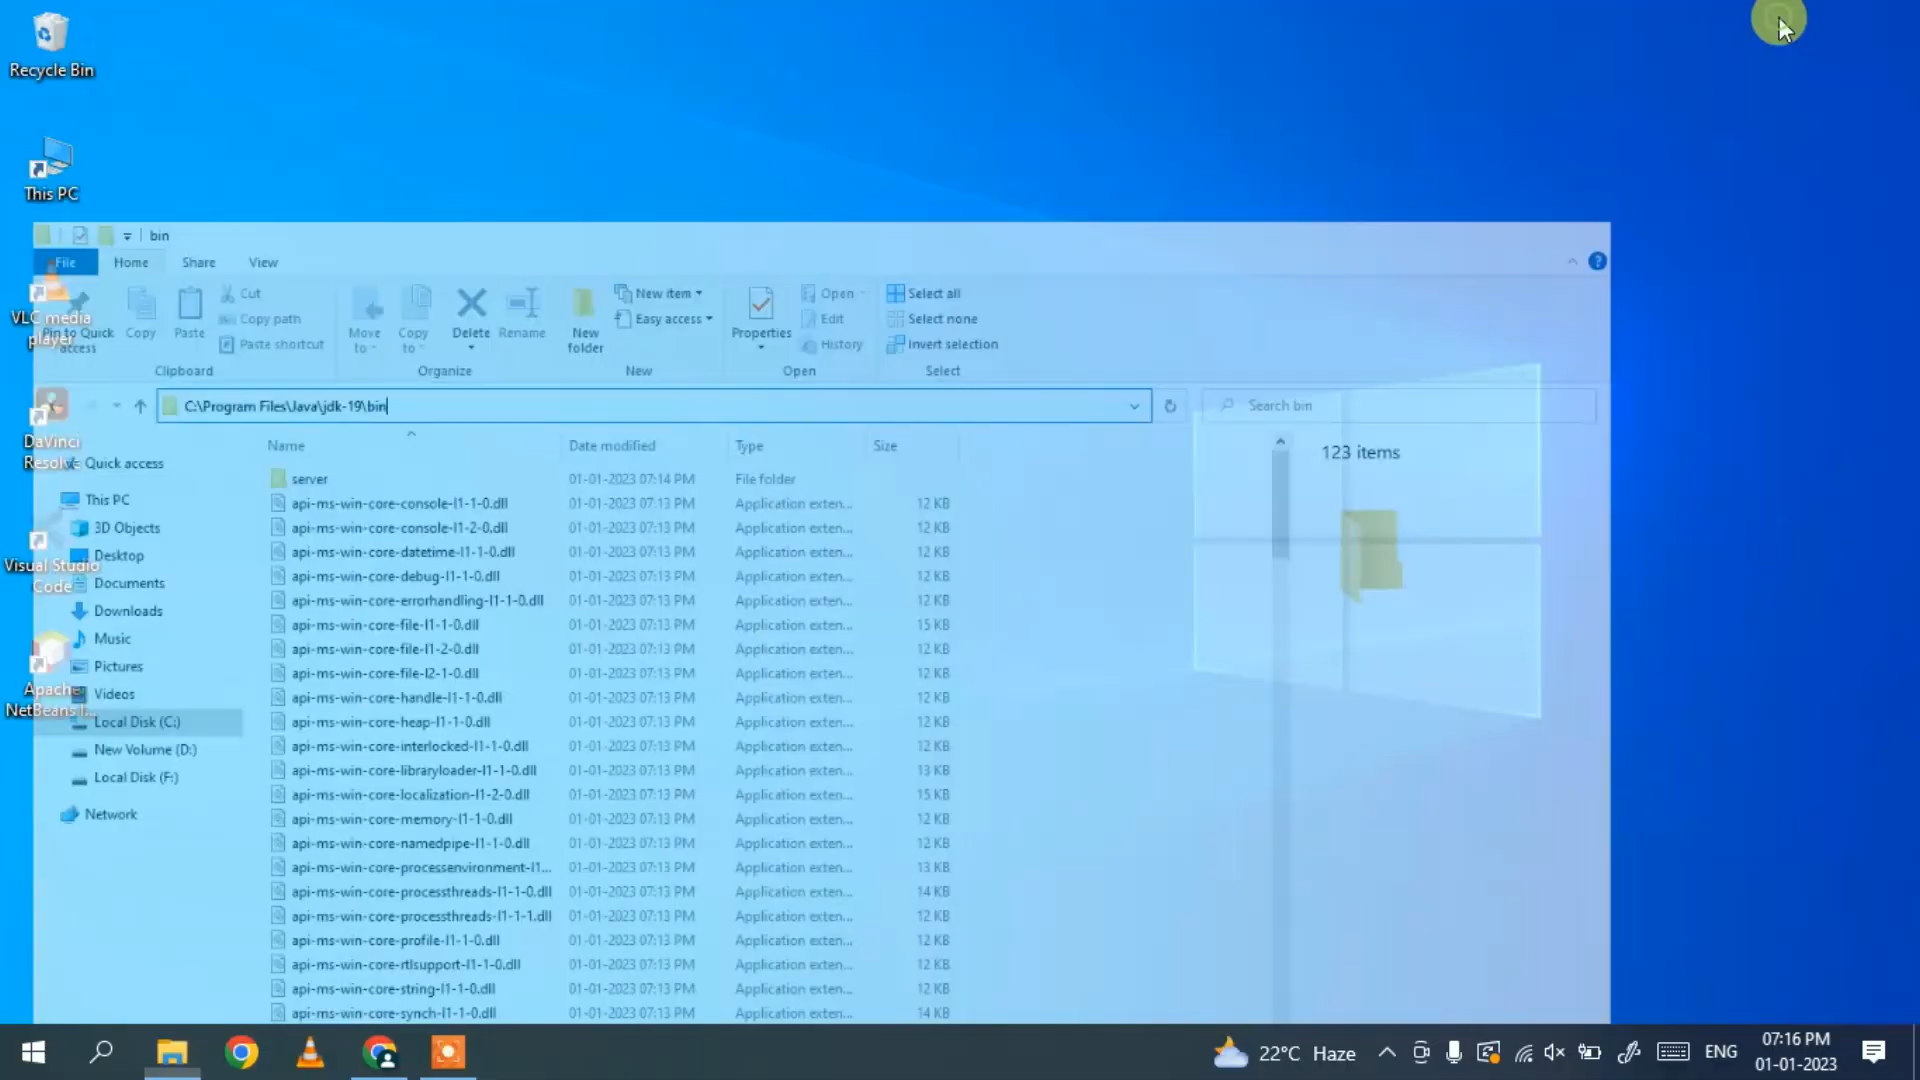 Recycle Bin
This PC
bin
File Home Share View
VLC media
player
Pin to Quick
access
Copy
Paste
Cut
Copy path
Paste shortcut
Clipboard
Move
to
Copy
to
Delete
Rename
Organize
New
folder
New item
Easy access
New
Properties
Open
Edit
History
Open
Select all
Select none
Invert selection
Select
C:\Program Files\Java\jdk-19\bin
Search bin
DaVinci
Resolve
Visual Studio
Code
Apache
NetBeans I...
Quick access
This PC
3D Objects
Desktop
Documents
Downloads
Music
Pictures
Videos
Local Disk (C:)
New Volume (D:)
Local Disk (F:)
Network
Name Date modified Type Size
server 01-01-2023 07:14 PM File folder
api-ms-win-core-console-l1-1-0.dll 01-01-2023 07:13 PM Application exten... 12 KB
api-ms-win-core-console-l1-2-0.dll 01-01-2023 07:13 PM Application exten... 12 KB
api-ms-win-core-datetime-l1-1-0.dll 01-01-2023 07:13 PM Application exten... 12 KB
api-ms-win-core-debug-l1-1-0.dll 01-01-2023 07:13 PM Application exten... 12 KB
api-ms-win-core-errorhandling-l1-1-0.dll 01-01-2023 07:13 PM Application exten... 12 KB
api-ms-win-core-file-l1-1-0.dll 01-01-2023 07:13 PM Application exten... 15 KB
api-ms-win-core-file-l1-2-0.dll 01-01-2023 07:13 PM Application exten... 12 KB
api-ms-win-core-file-l2-1-0.dll 01-01-2023 07:13 PM Application exten... 12 KB
api-ms-win-core-handle-l1-1-0.dll 01-01-2023 07:13 PM Application exten... 12 KB
api-ms-win-core-heap-l1-1-0.dll 01-01-2023 07:13 PM Application exten... 12 KB
api-ms-win-core-interlocked-l1-1-0.dll 01-01-2023 07:13 PM Application exten... 12 KB
api-ms-win-core-libraryloader-l1-1-0.dll 01-01-2023 07:13 PM Application exten... 13 KB
api-ms-win-core-localization-l1-2-0.dll 01-01-2023 07:13 PM Application exten... 15 KB
api-ms-win-core-memory-l1-1-0.dll 01-01-2023 07:13 PM Application exten... 12 KB
api-ms-win-core-namedpipe-l1-1-0.dll 01-01-2023 07:13 PM Application exten... 12 KB
api-ms-win-core-processenvironment-l1... 01-01-2023 07:13 PM Application exten... 13 KB
api-ms-win-core-processthreads-l1-1-0.dll 01-01-2023 07:13 PM Application exten... 14 KB
api-ms-win-core-processthreads-l1-1-1.dll 01-01-2023 07:13 PM Application exten... 12 KB
api-ms-win-core-profile-l1-1-0.dll 01-01-2023 07:13 PM Application exten... 12 KB
api-ms-win-core-rtlsupport-l1-1-0.dll 01-01-2023 07:13 PM Application exten... 12 KB
api-ms-win-core-string-l1-1-0.dll 01-01-2023 07:13 PM Application exten... 12 KB
api-ms-win-core-synch-l1-1-0.dll 01-01-2023 07:13 PM Application exten... 14 KB
123 items
22°C Haze
ENG
07:16 PM
01-01-2023